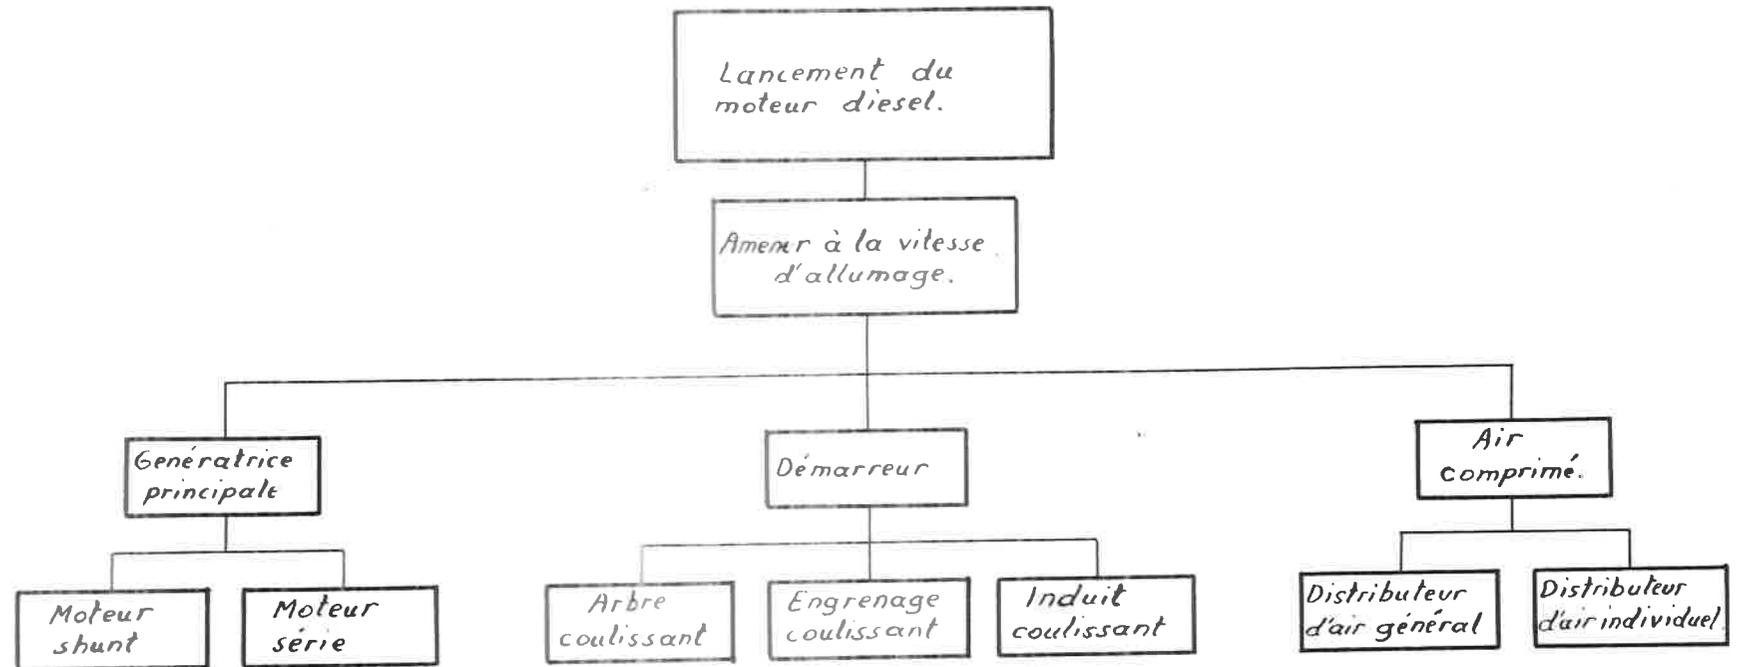 Lancement du
moteur diesel.
Amener à la vitesse
d'allumage.
Genératrice
principale
Démarreur
Air
comprimé.
Moteur
shunt
Moteur
série
Arbre
coulissant
Engrenage
coulissant
Induit
coulissant
Distributeur
d'air général
Distributeur
d'air individuel.